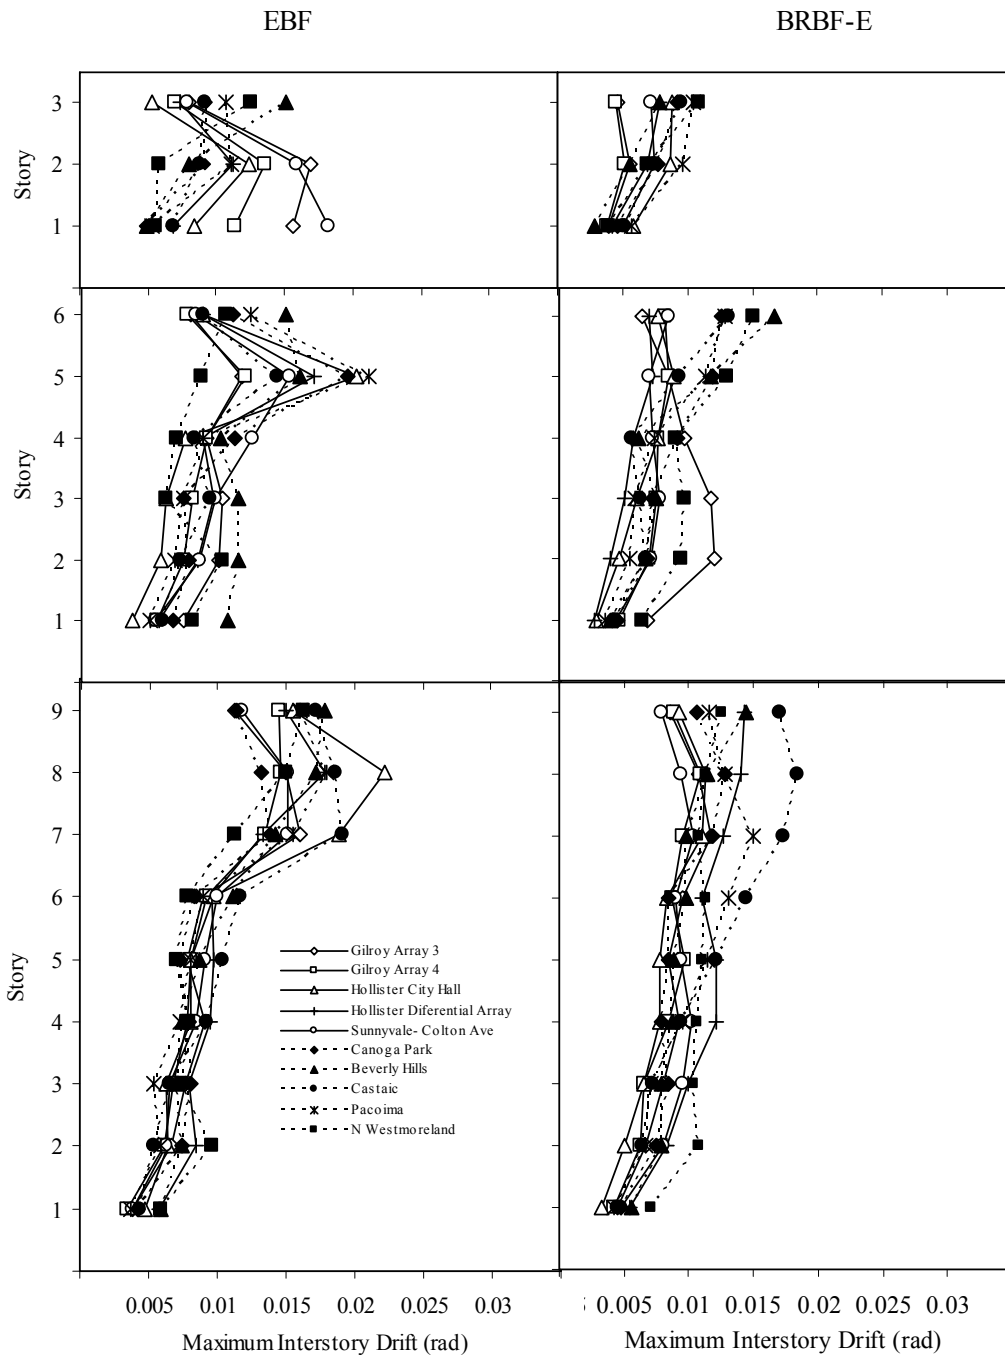 EBF
BRBF-E
3
2
1
Story
6
5
4
3
2
1
Story
9
8
7
6
5
4
3
2
1
Story
Gilroy Array 3
Gilroy Array 4
Hollister City Hall
Hollister Diferential Array
Sunnyvale- Colton Ave
Canoga Park
Beverly Hills
Castaic
Pacoima
N Westmoreland
0.005 0.01 0.015 0.02 0.025 0.03
0.005 0.01 0.015 0.02 0.025 0.03
Maximum Interstory Drift (rad)
Maximum Interstory Drift (rad)